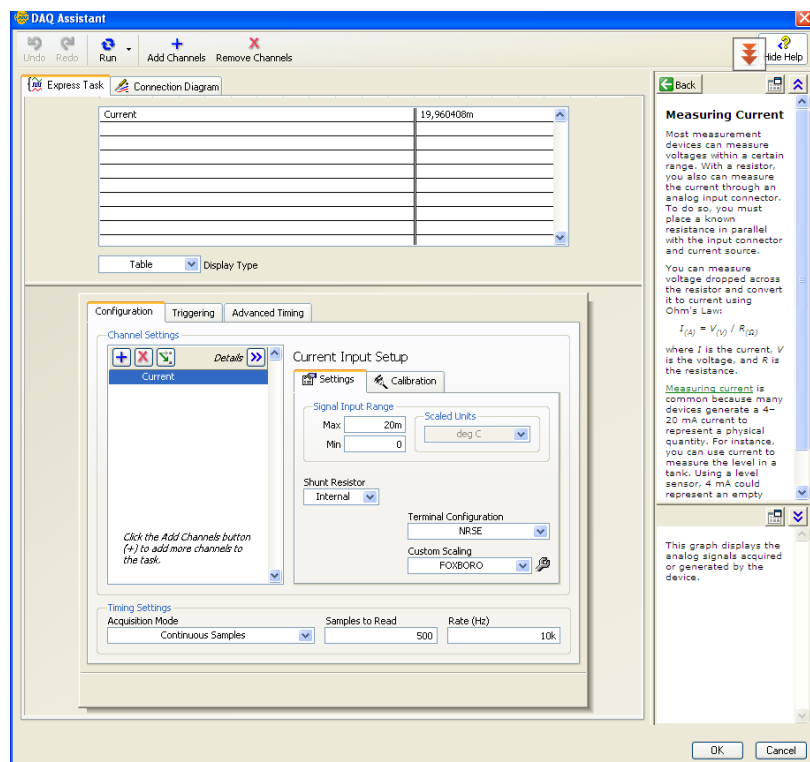 DAQ Assistant
Undo Redo Run Add Channels Remove Channels Hide Help
Express Task Connection Diagram
Current 19,960408m
Table Display Type
Configuration Triggering Advanced Timing
Channel Settings
Details
Current
Click the Add Channels button
(+) to add more channels to
the task.
Current Input Setup
Settings Calibration
Signal Input Range
Max 20m
Min 0
Scaled Units
deg C
Shunt Resistor
Internal
Terminal Configuration
NRSE
Custom Scaling
FOXBORO
Timing Settings
Acquisition Mode Samples to Read Rate (Hz)
Continuous Samples 500 10k
Back
Measuring Current
Most measurement
devices can measure
voltages within a certain
range. With a resistor,
you also can measure
the current through an
analog input connector.
To do so, you must
place a known
resistance in parallel
with the input connector
and current source.
You can measure
voltage dropped across
the resistor and convert
it to current using
Ohm's Law:
I(A) = V(V) / R(Ω)
where I is the current, V
is the voltage, and R is
the resistance.
Measuring current is
common because many
devices generate a 4–
20 mA current to
represent a physical
quantity. For instance,
you can use current to
measure the level in a
tank. Using a level
sensor, 4 mA could
represent an empty
This graph displays the
analog signals acquired
or generated by the
device.
OK Cancel